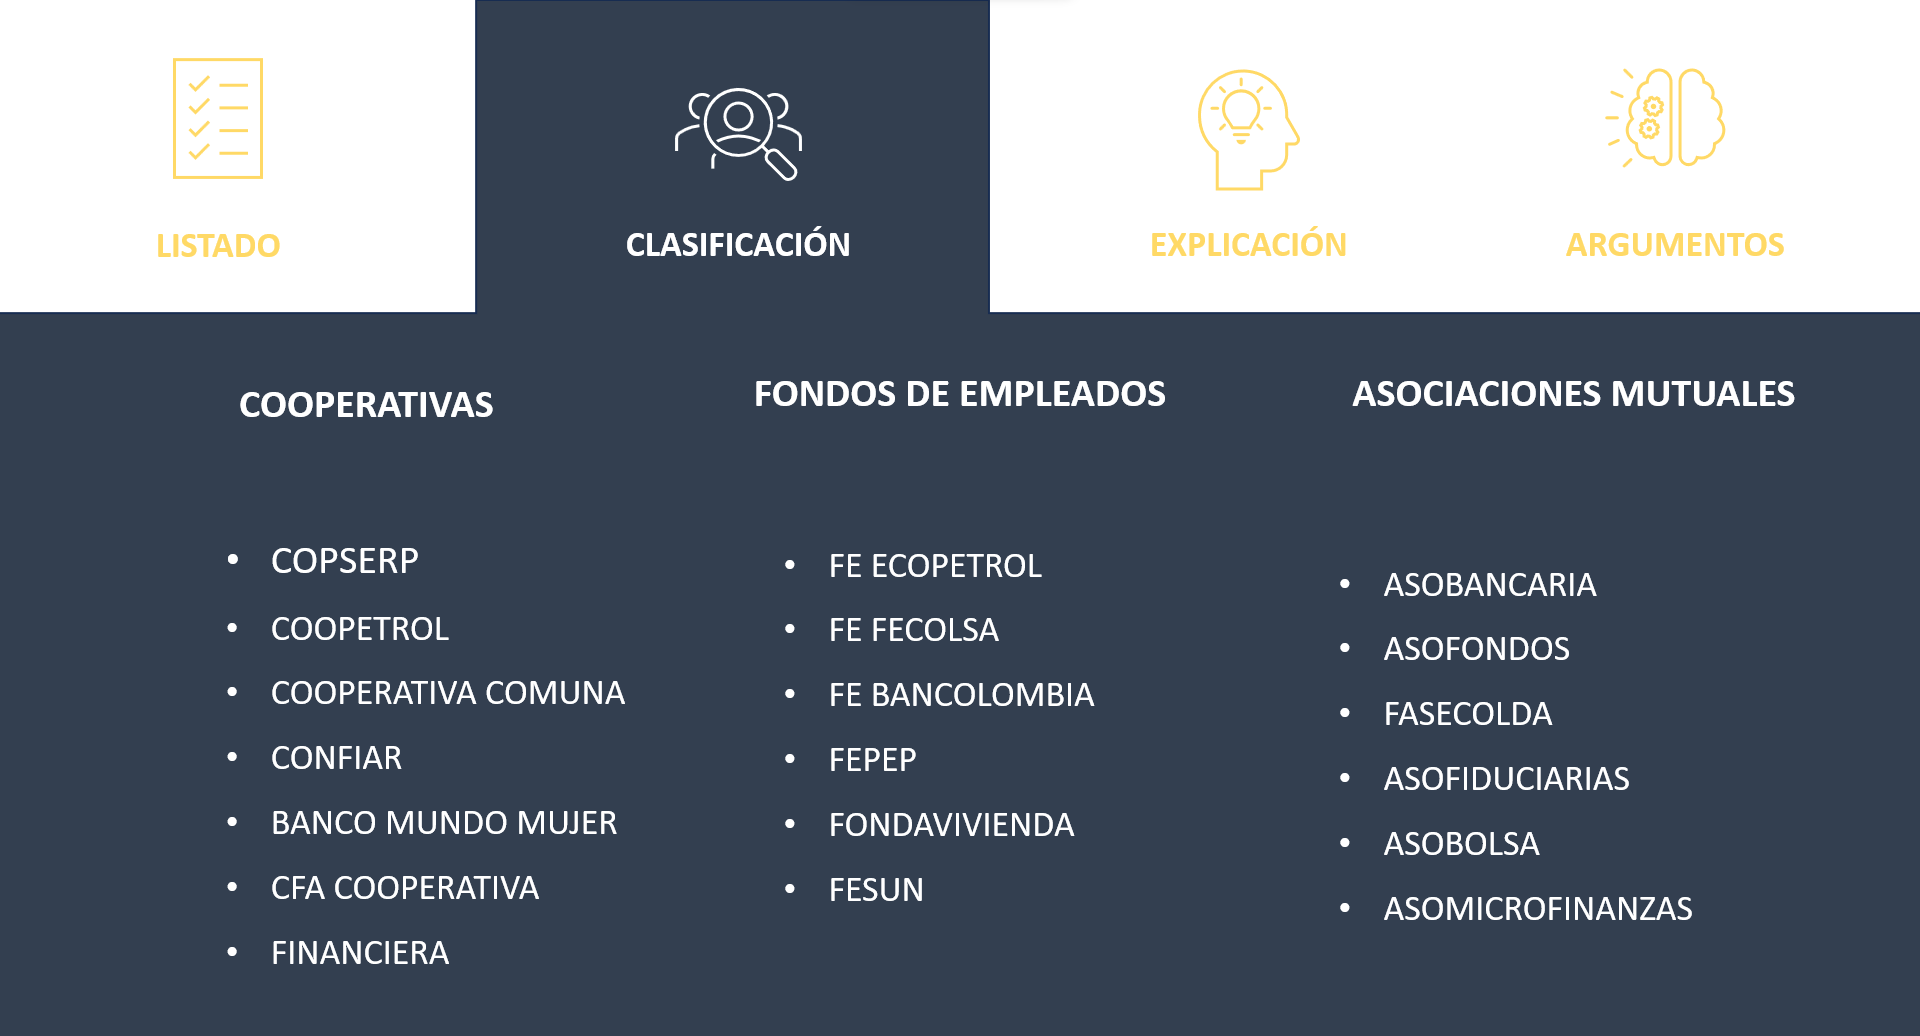 LISTADO
CLASIFICACIÓN
EXPLICACIÓN
ARGUMENTOS
COOPERATIVAS
• COPSERP
• COOPETROL
• COOPERATIVA COMUNA
• CONFIAR
• BANCO MUNDO MUJER
• CFA COOPERATIVA
• FINANCIERA
FONDOS DE EMPLEADOS
• FE ECOPETROL
• FE FECOLSA
• FE BANCOLOMBIA
• FEPEP
• FONDAVIVIENDA
• FESUN
ASOCIACIONES MUTUALES
• ASOBANCARIA
• ASOFONDOS
• FASECOLDA
• ASOFIDUCIARIAS
• ASOBOLSA
• ASOMICROFINANZAS